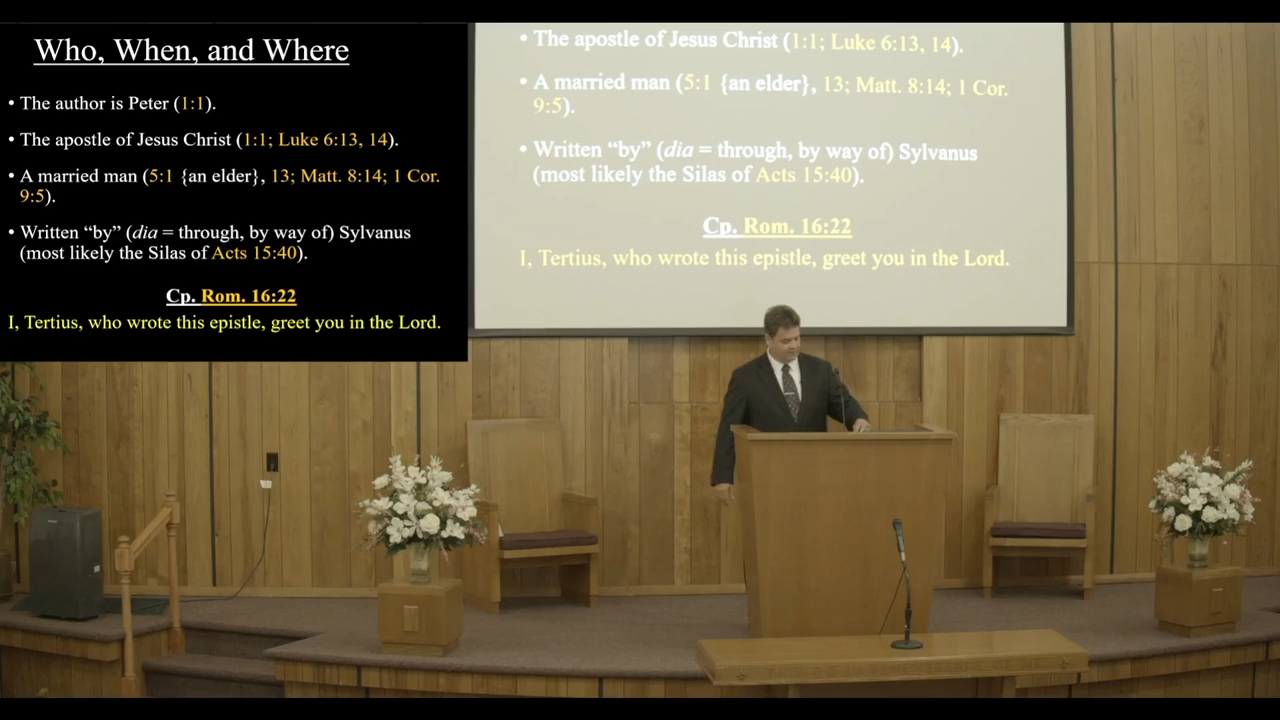 Who, When, and Where
• The author is Peter (1:1).
• The apostle of Jesus Christ (1:1; Luke 6:13, 14).
• A married man (5:1 {an elder}, 13; Matt. 8:14; 1 Cor.
9:5).
• Written “by” (dia = through, by way of) Sylvanus
(most likely the Silas of Acts 15:40).
Cp. Rom. 16:22
I, Tertius, who wrote this epistle, greet you in the Lord.
• The apostle of Jesus Christ (1:1; Luke 6:13, 14).
• A married man (5:1 {an elder}, 13; Matt. 8:14; 1 Cor.
9:5).
• Written “by” (dia = through, by way of) Sylvanus
(most likely the Silas of Acts 15:40).
Cp. Rom. 16:22
I, Tertius, who wrote this epistle, greet you in the Lord.